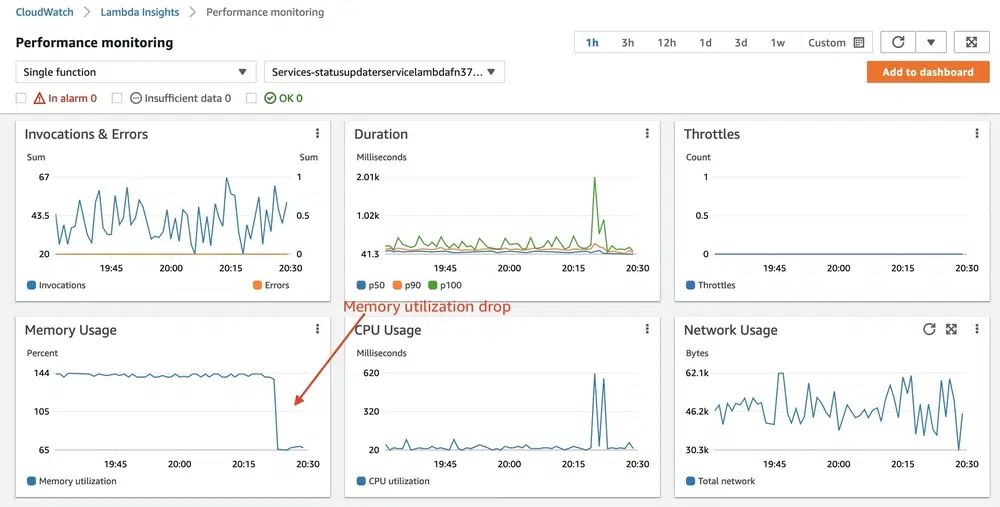 CloudWatch > Lambda Insights > Performance monitoring
Performance monitoring
1h 3h 12h 1d 3d 1w Custom
Single function
Services-statusupdaterservicelambdafn37...
Add to dashboard
In alarm 0 Insufficient data 0 OK 0
Invocations & Errors
Sum Sum
67 1
43.5 0.5
20 0
19:45 20:00 20:15 20:30
Invocations Errors
Duration
Milliseconds
2.01k
1.02k
41.3
19:45 20:00 20:15 20:30
p50 p90 p100
Throttles
Count
1
0.5
0
19:45 20:00 20:15 20:30
Throttles
Memory utilization drop
Memory Usage
Percent
144
105
65
19:45 20:00 20:15 20:30
Memory utilization
CPU Usage
Milliseconds
620
320
20
19:45 20:00 20:15 20:30
CPU utilization
Network Usage
Bytes
62.1k
46.2k
30.3k
19:45 20:00 20:15 20:30
Total network